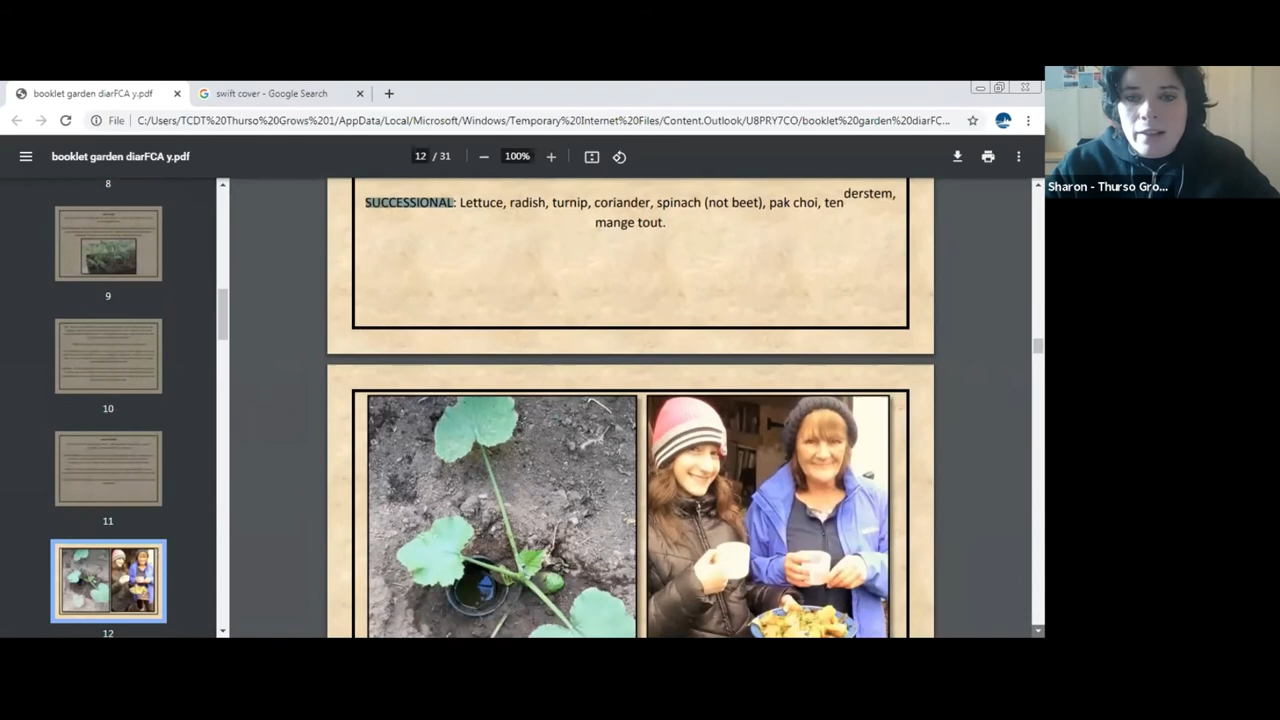 booklet garden diarFCA y.pdf
swift cover - Google Search
File
C:/Users/TCDT%20Thurso%20Grows%201/AppData/Local/Microsoft/Windows/Temporary%20Internet%20Files/Content.Outlook/U8PRY7CO/booklet%20garden%20diarFC...
booklet garden diarFCA y.pdf
12 / 31
100%
Sharon - Thurso Gro...
8
9
10
11
12
SUCCESSIONAL: Lettuce, radish, turnip, coriander, spinach (not beet), pak choi, tenderstem,
mange tout.